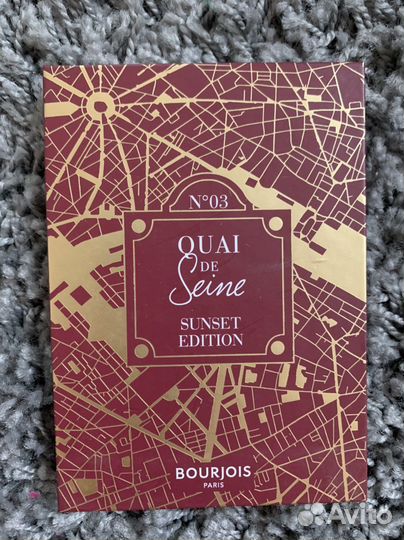 N°03
QUAI
DE
Seine
SUNSET
EDITION
BOURJOIS
PARIS
Avito